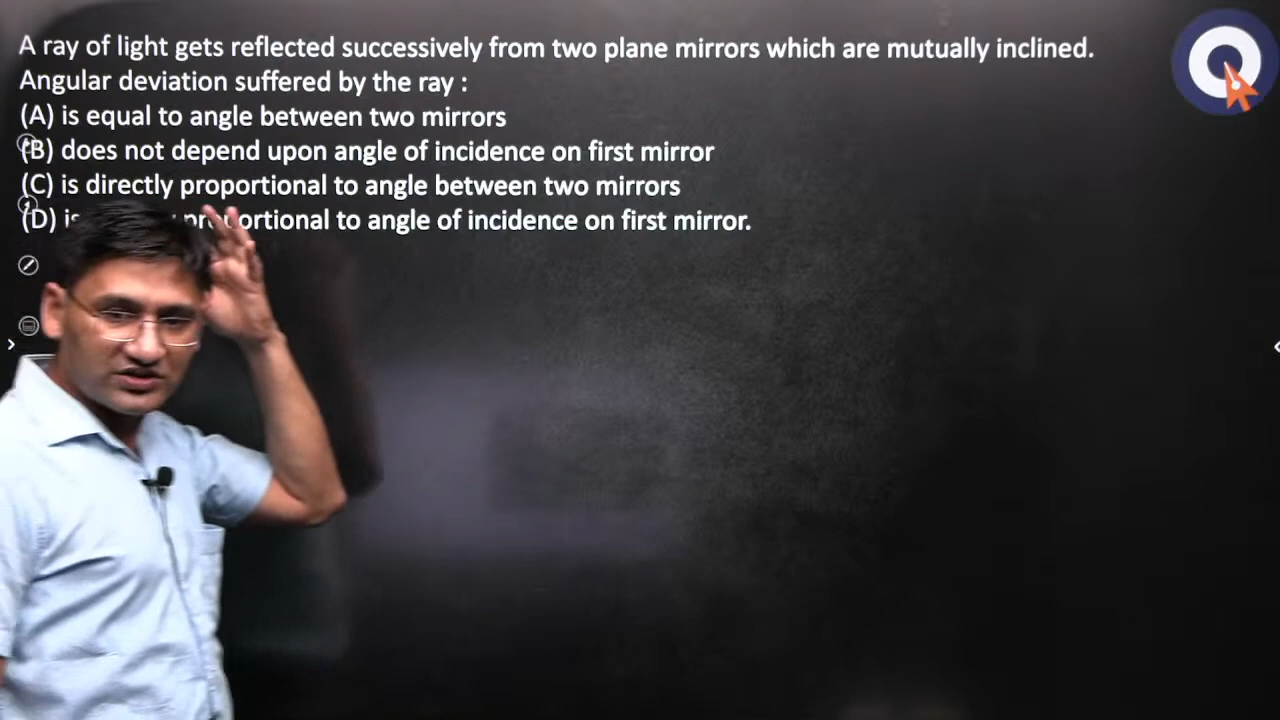 A ray of light gets reflected successively from two plane mirrors which are mutually inclined.
Angular deviation suffered by the ray :
(A) is equal to angle between two mirrors
(B) does not depend upon angle of incidence on first mirror
(C) is directly proportional to angle between two mirrors
(D) proportional to angle of incidence on first mirror.